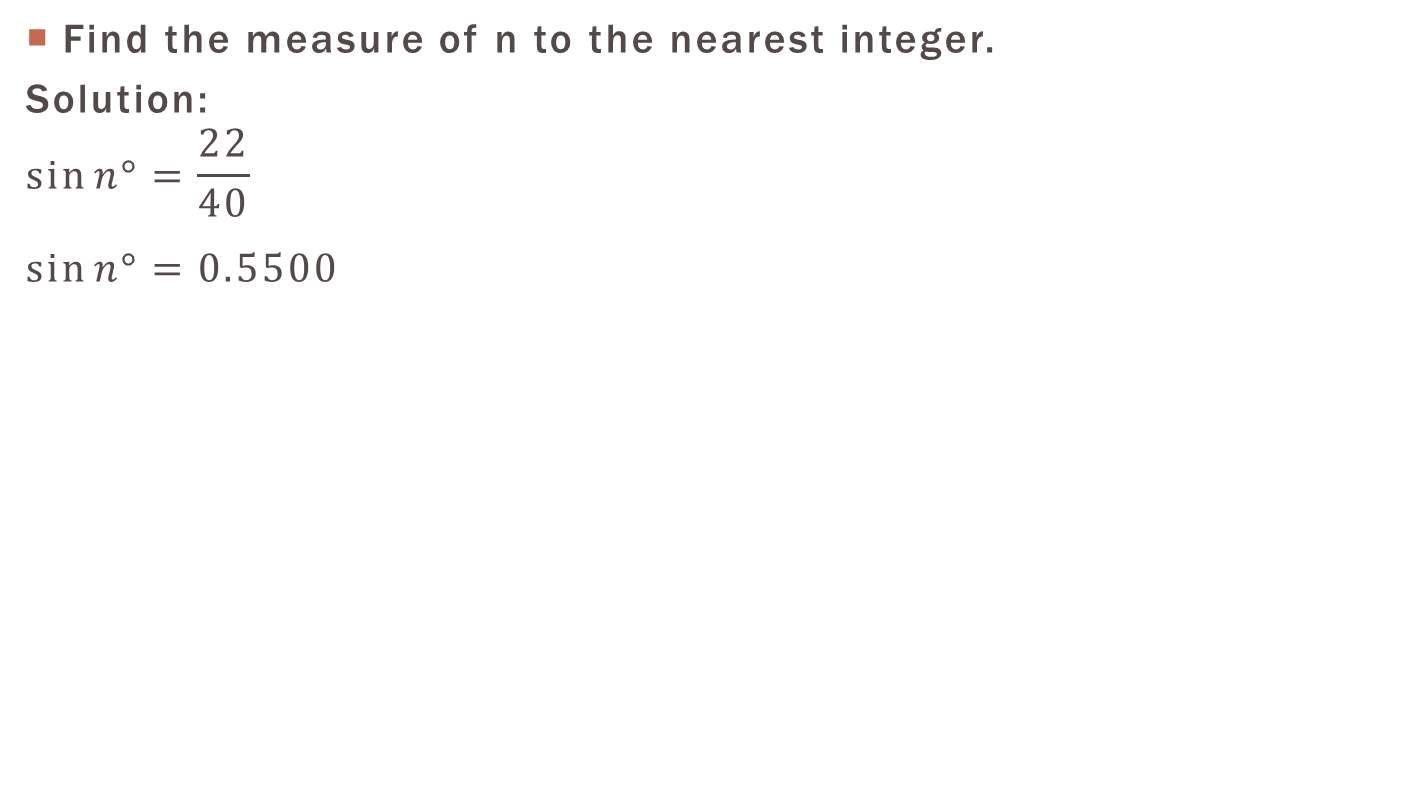 ▪ Find the measure of n to the nearest integer.
Solution:
sin n° = 22/40
sin n° = 0.5500